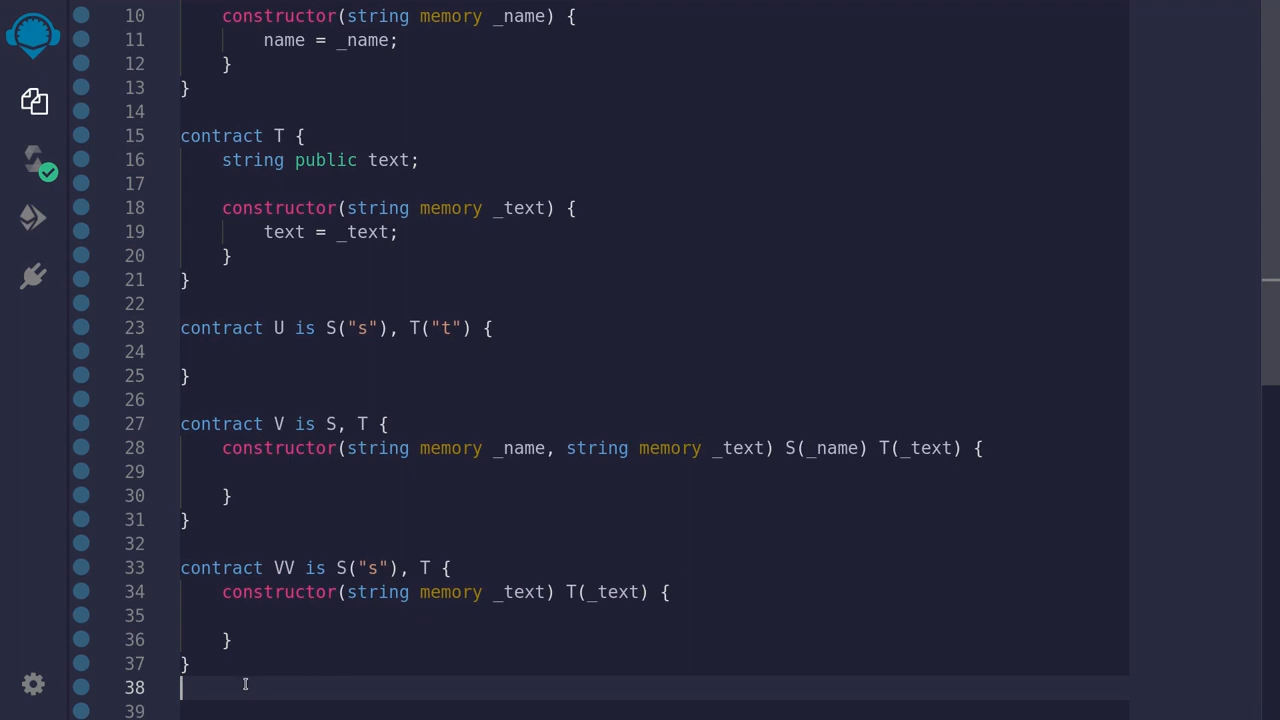 10 constructor(string memory _name) {
11 name = _name;
12 }
13 }
14
15 contract T {
16 string public text;
17
18 constructor(string memory _text) {
19 text = _text;
20 }
21 }
22
23 contract U is S("s"), T("t") {
24
25 }
26
27 contract V is S, T {
28 constructor(string memory _name, string memory _text) S(_name) T(_text) {
29
30 }
31 }
32
33 contract VV is S("s"), T {
34 constructor(string memory _text) T(_text) {
35
36 }
37 }
38
39